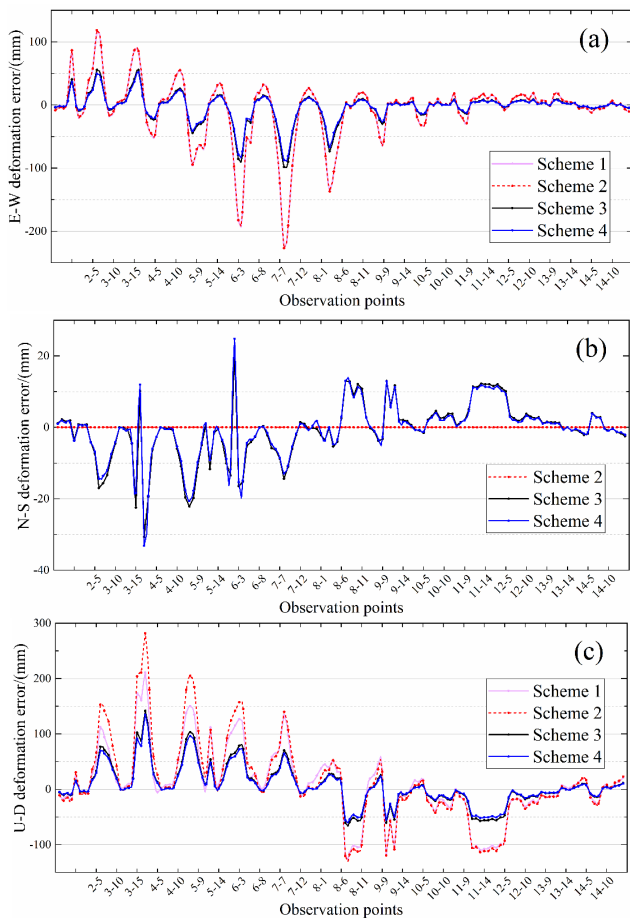 (a)
E-W deformation error/(mm)
100
0
-100
-200
Scheme 1
Scheme 2
Scheme 3
Scheme 4
2-5 3-10 3-15 4-5 4-10 5-9 5-14 6-3 6-8 7-7 7-12 8-1 8-6 8-11 9-9 9-14 10-5 10-10 11-9 11-14 12-5 12-10 13-9 13-14 14-5 14-10
Observation points
(b)
N-S deformation error/(mm)
20
0
-20
-40
Scheme 2
Scheme 3
Scheme 4
2-5 3-10 3-15 4-5 4-10 5-9 5-14 6-3 6-8 7-7 7-12 8-1 8-6 8-11 9-9 9-14 10-5 10-10 11-9 11-14 12-5 12-10 13-9 13-14 14-5 14-10
Observation points
(c)
U-D deformation error/(mm)
300
200
100
0
-100
Scheme 1
Scheme 2
Scheme 3
Scheme 4
2-5 3-10 3-15 4-5 4-10 5-9 5-14 6-3 6-8 7-7 7-12 8-1 8-6 8-11 9-9 9-14 10-5 10-10 11-9 11-14 12-5 12-10 13-9 13-14 14-5 14-10
Observation points